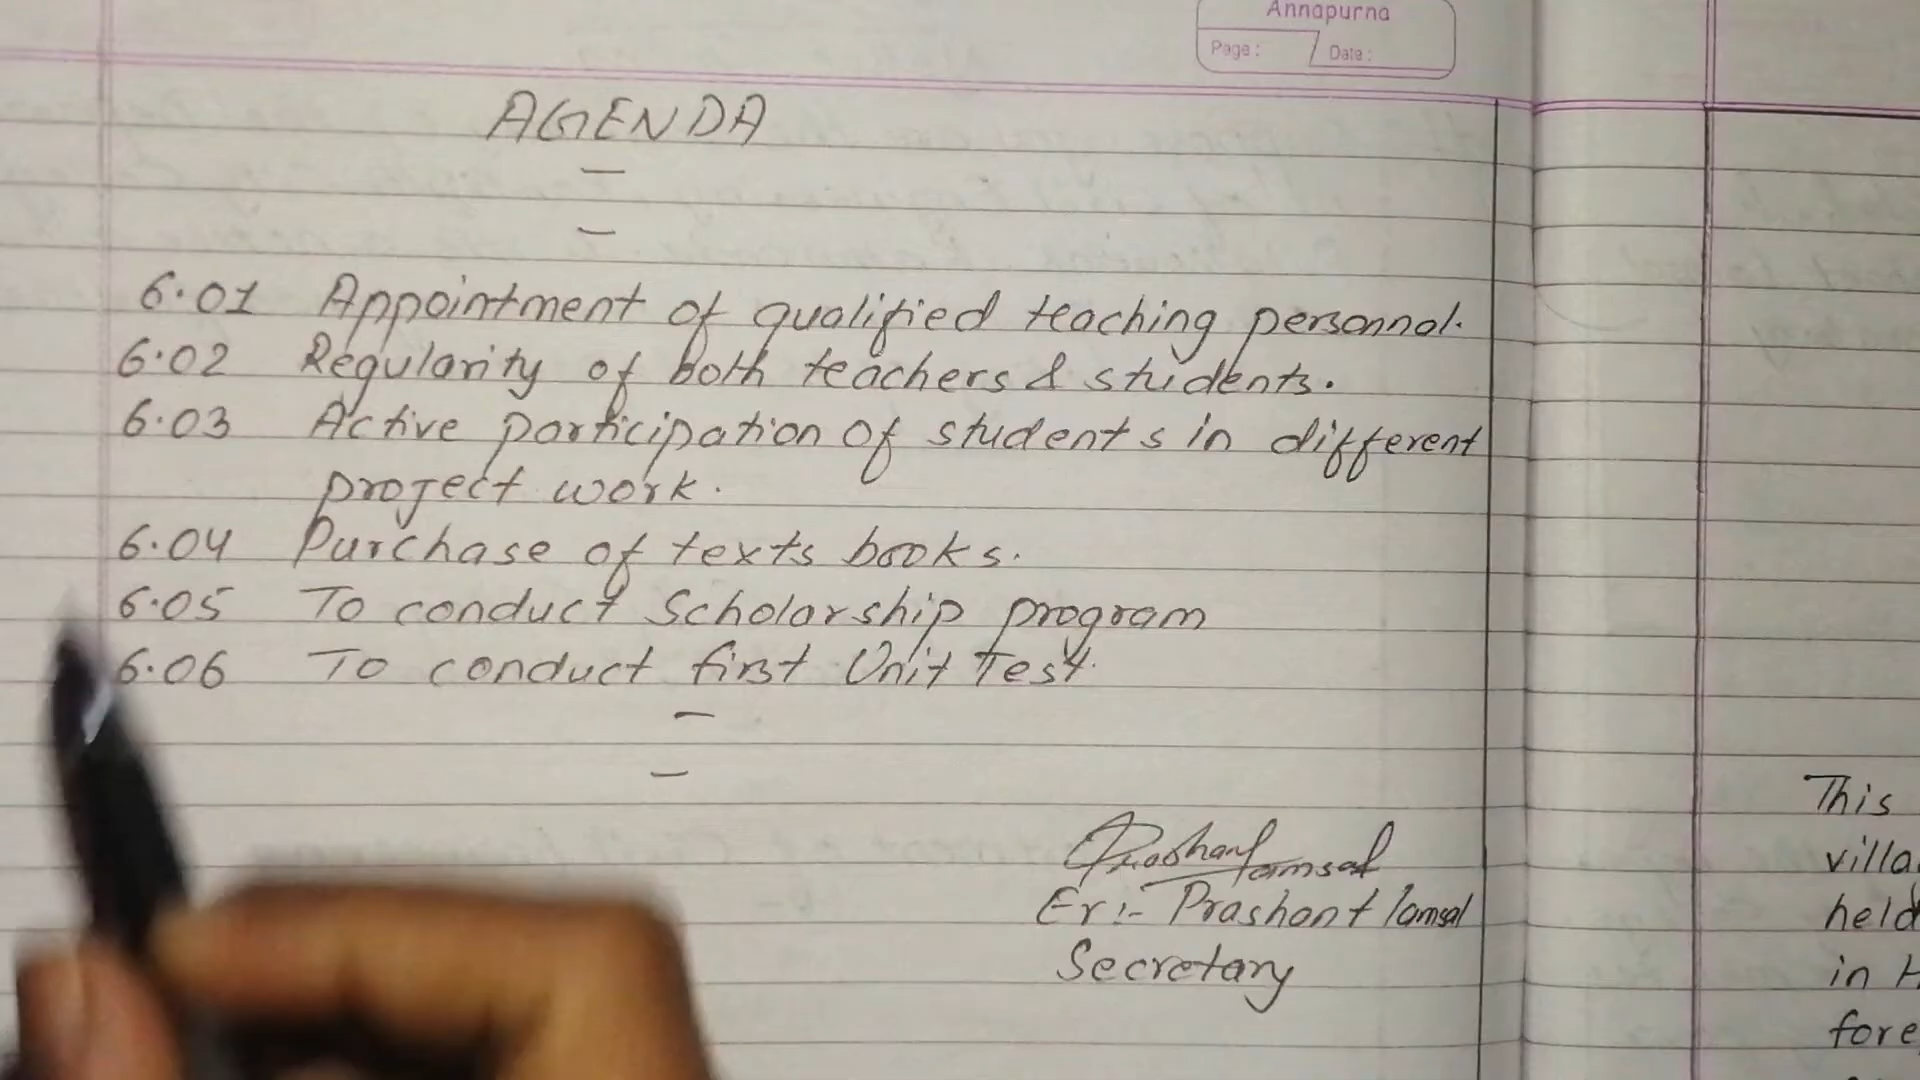 Annapurna
Page: Date:
AGENDA
6.01 Appointment of qualified teaching personnal.
6.02 Regularity of both teachers & students.
6.03 Active participation of students in different
project work.
6.04 Purchase of texts books.
6.05 To conduct Scholarship program
6.06 To conduct first Unit Test.
Prashant Lamsal
Er:- Prashant Lamsal
Secretary
This
villa
held
in H
fore